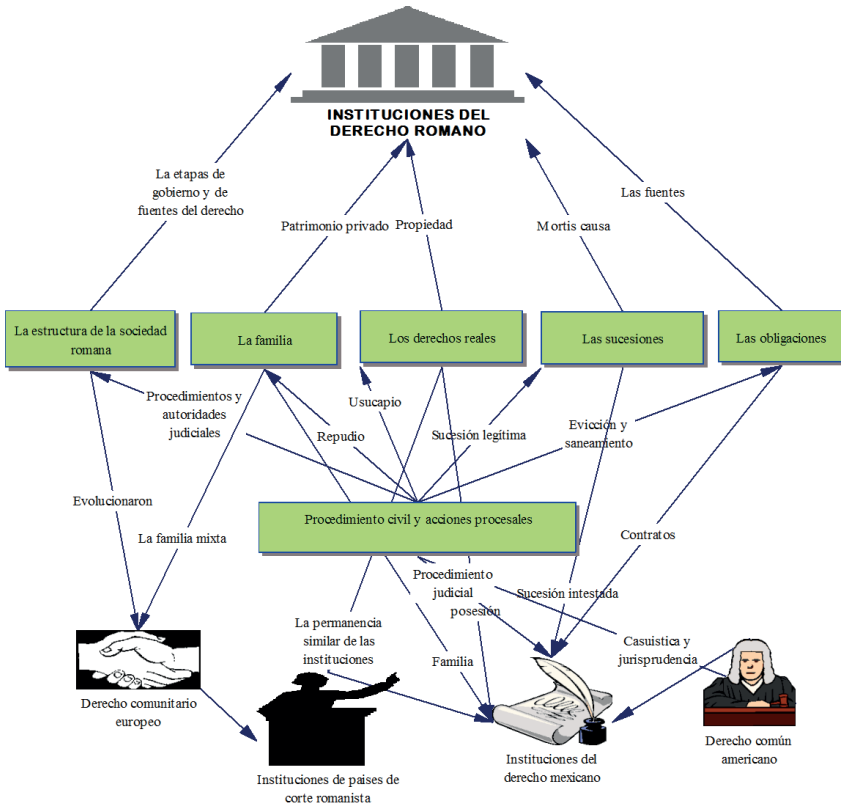 INSTITUCIONES DEL
DERECHO ROMANO
La etapas de
gobierno y de
fuentes del derecho
Patrimonio privado
Propiedad
Mortis causa
Las fuentes
La estructura de la sociedad
romana
La familia
Los derechos reales
Las sucesiones
Las obligaciones
Procedimientos y
autoridades
judiciales
Repudio
Usucapio
Sucesión legítima
Evicción y
saneamiento
Evolucionaron
La familia mixta
Procedimiento civil y acciones procesales
Contratos
Procedimiento
judicial
posesión
Sucesión intestada
La permanencia
similar de las
instituciones
Familia
Casuistica y
jurisprudencia
Derecho comunitario
europeo
Instituciones de paises de
corte romanista
Instituciones del
derecho mexicano
Derecho común
americano